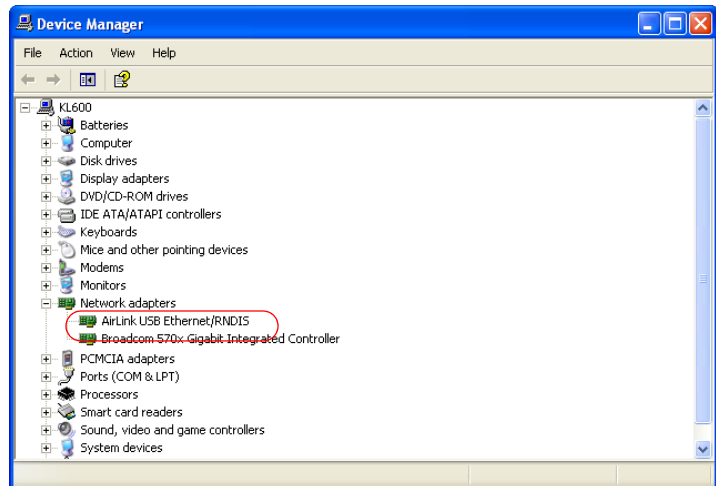 Device Manager
File Action View Help
KL600
Batteries
Computer
Disk drives
Display adapters
DVD/CD-ROM drives
IDE ATA/ATAPI controllers
Keyboards
Mice and other pointing devices
Modems
Monitors
Network adapters
AirLink USB Ethernet/RNDIS
Broadcom 570x Gigabit Integrated Controller
PCMCIA adapters
Ports (COM & LPT)
Processors
Smart card readers
Sound, video and game controllers
System devices